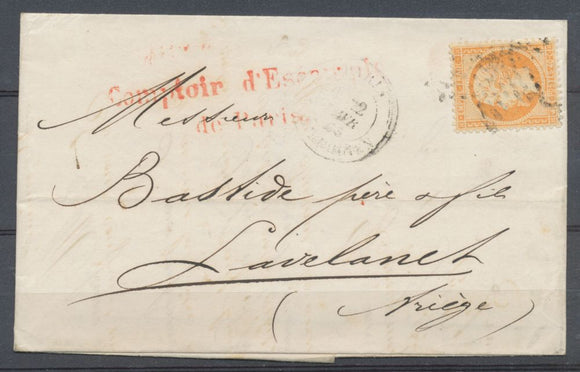 Comptoir d'Escompte
de Paris
Messieurs
Bastide père & fils
Lavelanet
(Ariège)